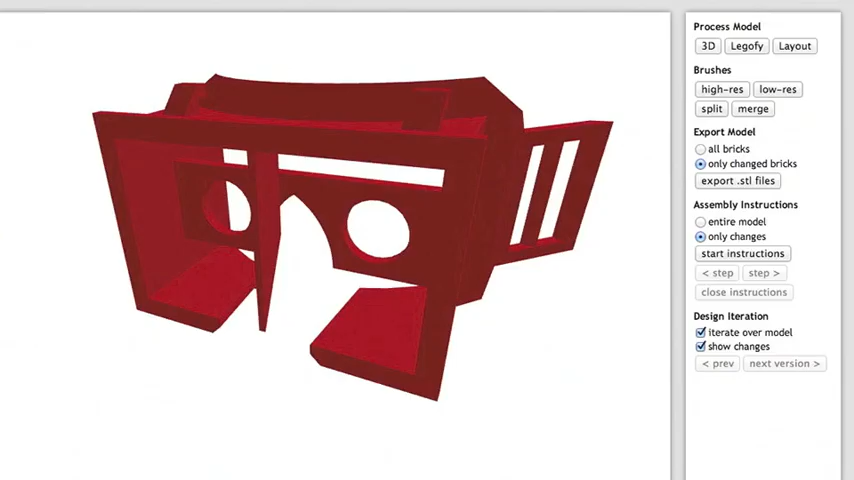 Process Model
3D Legofy Layout
Brushes
high-res low-res
split merge
Export Model
all bricks
only changed bricks
export .stl files
Assembly Instructions
entire model
only changes
start instructions
< step step >
close instructions
Design Iteration
iterate over model
show changes
< prev next version >